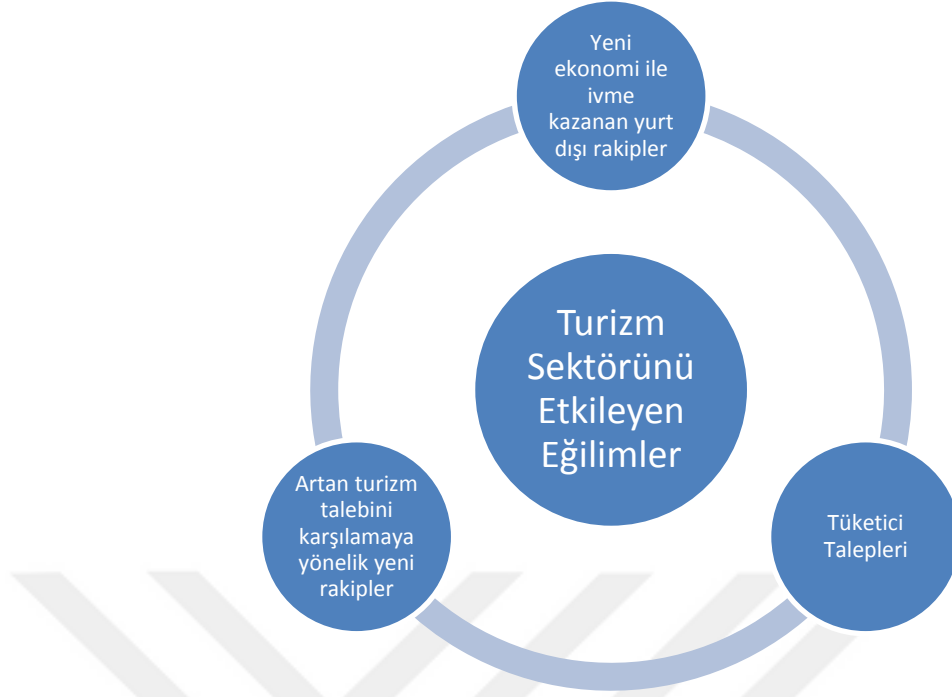 Yeni
ekonomi ile
ivme
kazanan yurt
dışı rakipler
Turizm
Sektörünü
Etkileyen
Eğilimler
Artan turizm
talebini
karşılamaya
yönelik yeni
rakipler
Tüketici
Talepleri